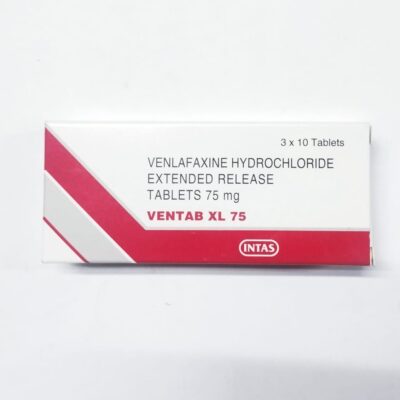 3 x 10 Tablets
VENLAFAXINE HYDROCHLORIDE
EXTENDED RELEASE
TABLETS 75 mg
VENTAB XL 75
INTAS